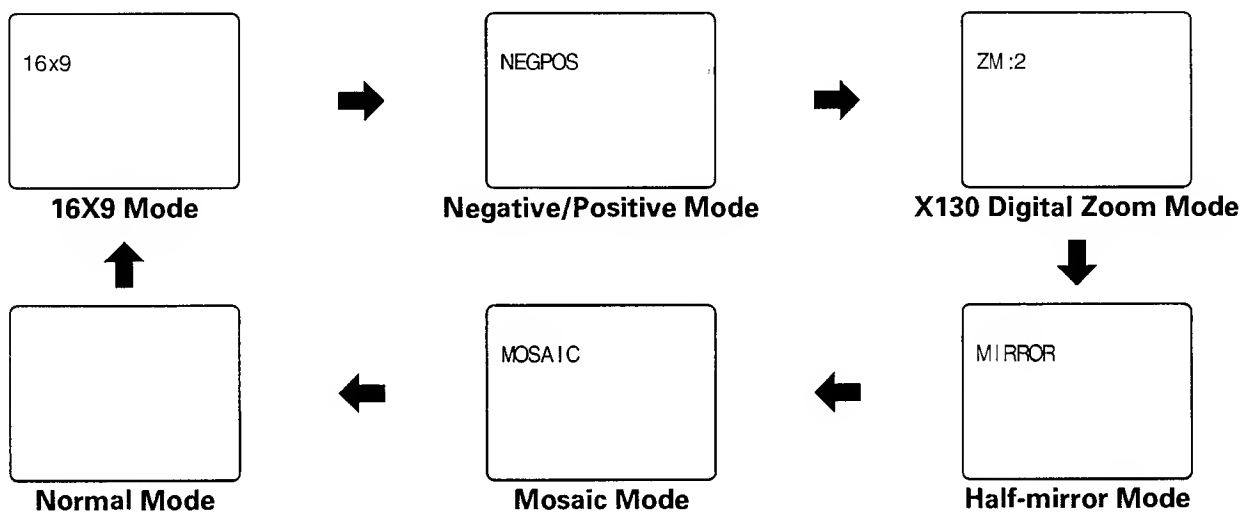 16x9
NEGPOS
ZM :2
16X9 Mode
Negative/Positive Mode
X130 Digital Zoom Mode
MOSAIC
MIRROR
Normal Mode
Mosaic Mode
Half-mirror Mode